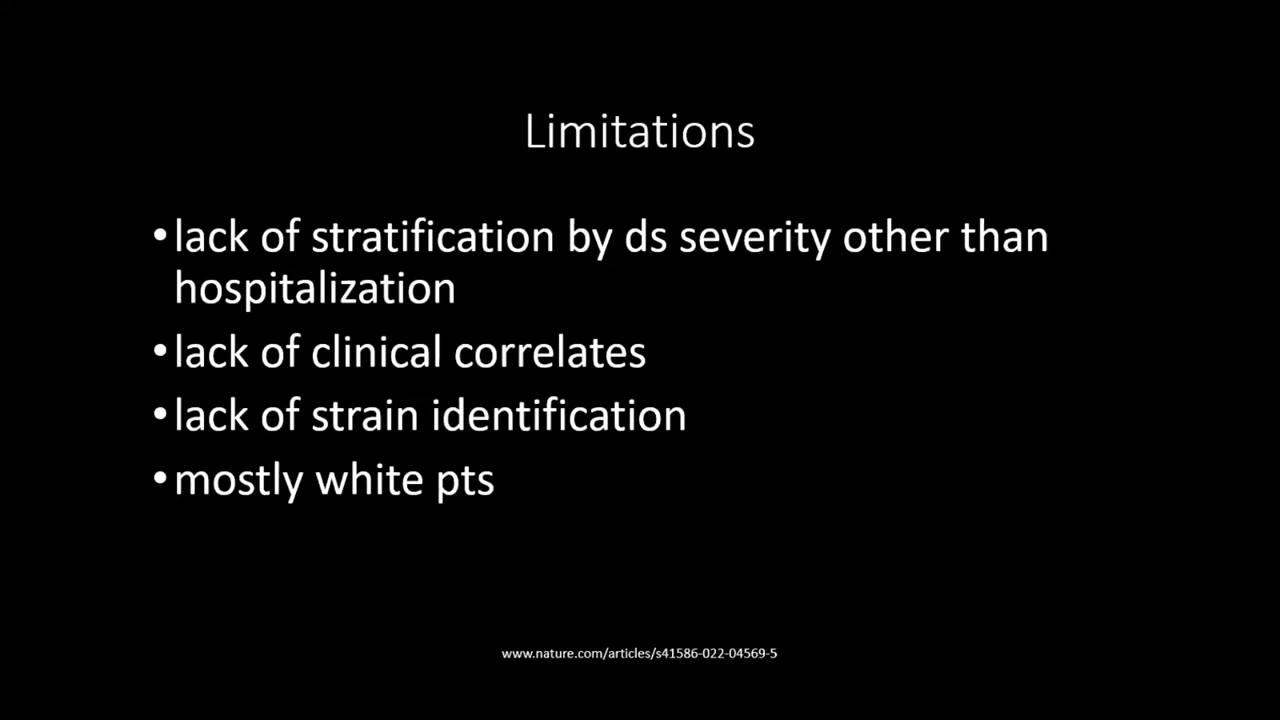 Limitations
•lack of stratification by ds severity other than
hospitalization
•lack of clinical correlates
•lack of strain identification
•mostly white pts
www.nature.com/articles/s41586-022-04569-5